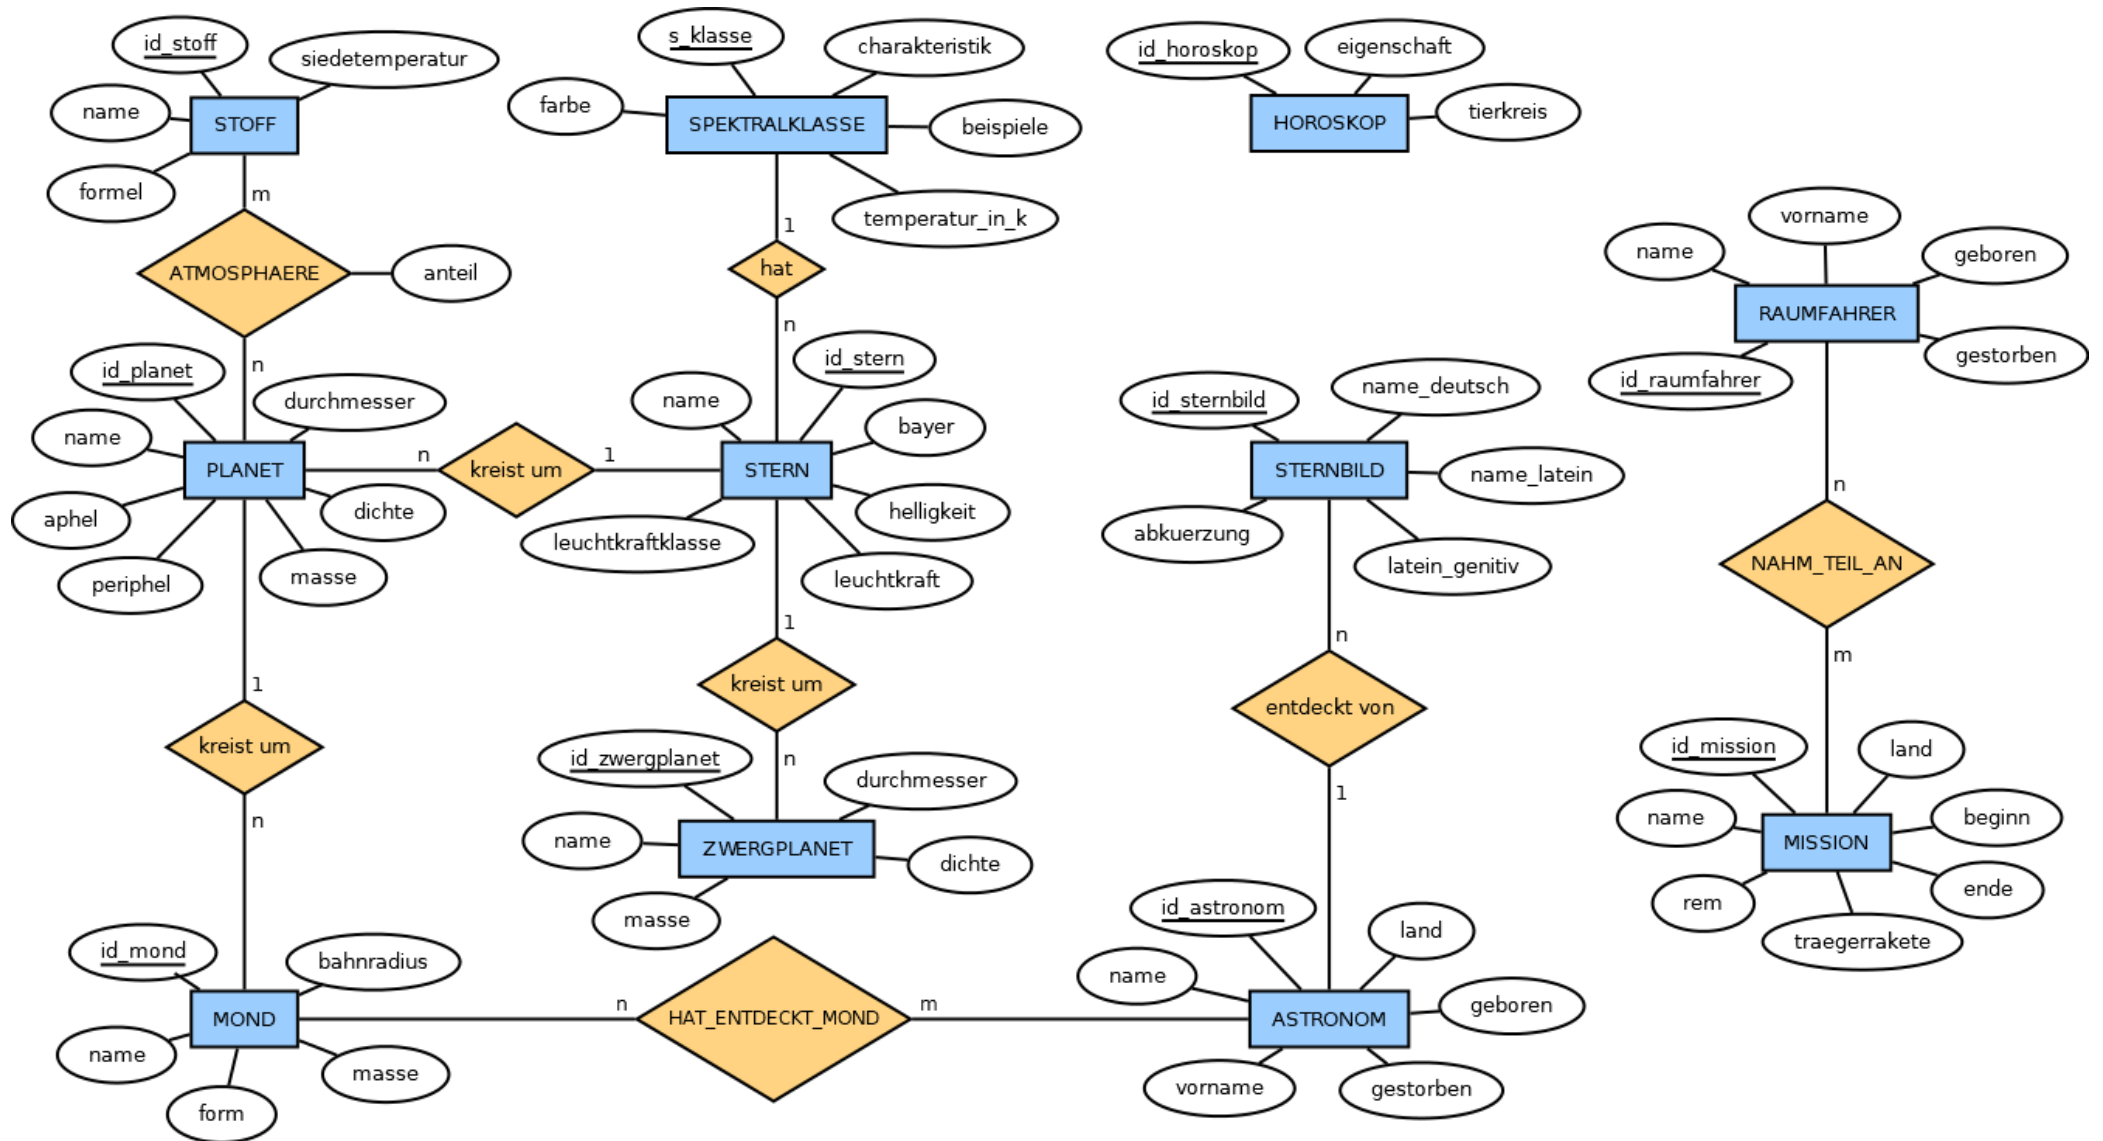 id_stoff
siedetemperatur
name
STOFF
formel
m
ATMOSPHAERE
anteil
n
s_klasse
charakteristik
farbe
SPEKTRALKLASSE
beispiele
temperatur_in_k
1
hat
n
id_horoskop
eigenschaft
HOROSKOP
tierkreis
id_planet
durchmesser
name
PLANET
aphel
dichte
periphel
masse
n
kreist um
1
id_stern
name
bayer
STERN
helligkeit
leuchtkraftklasse
leuchtkraft
1
kreist um
n
id_sternbild
name_deutsch
STERNBILD
name_latein
abkuerzung
latein_genitiv
n
entdeckt von
1
vorname
name
geboren
RAUMFAHRER
gestorben
id_raumfahrer
n
NAHM_TEIL_AN
m
1
kreist um
n
id_zwergplanet
durchmesser
name
ZWERGPLANET
dichte
masse
id_mission
land
name
beginn
MISSION
rem
ende
traegerrakete
id_mond
bahnradius
MOND
name
masse
form
n
HAT_ENTDECKT_MOND
m
id_astronom
land
name
geboren
ASTRONOM
vorname
gestorben